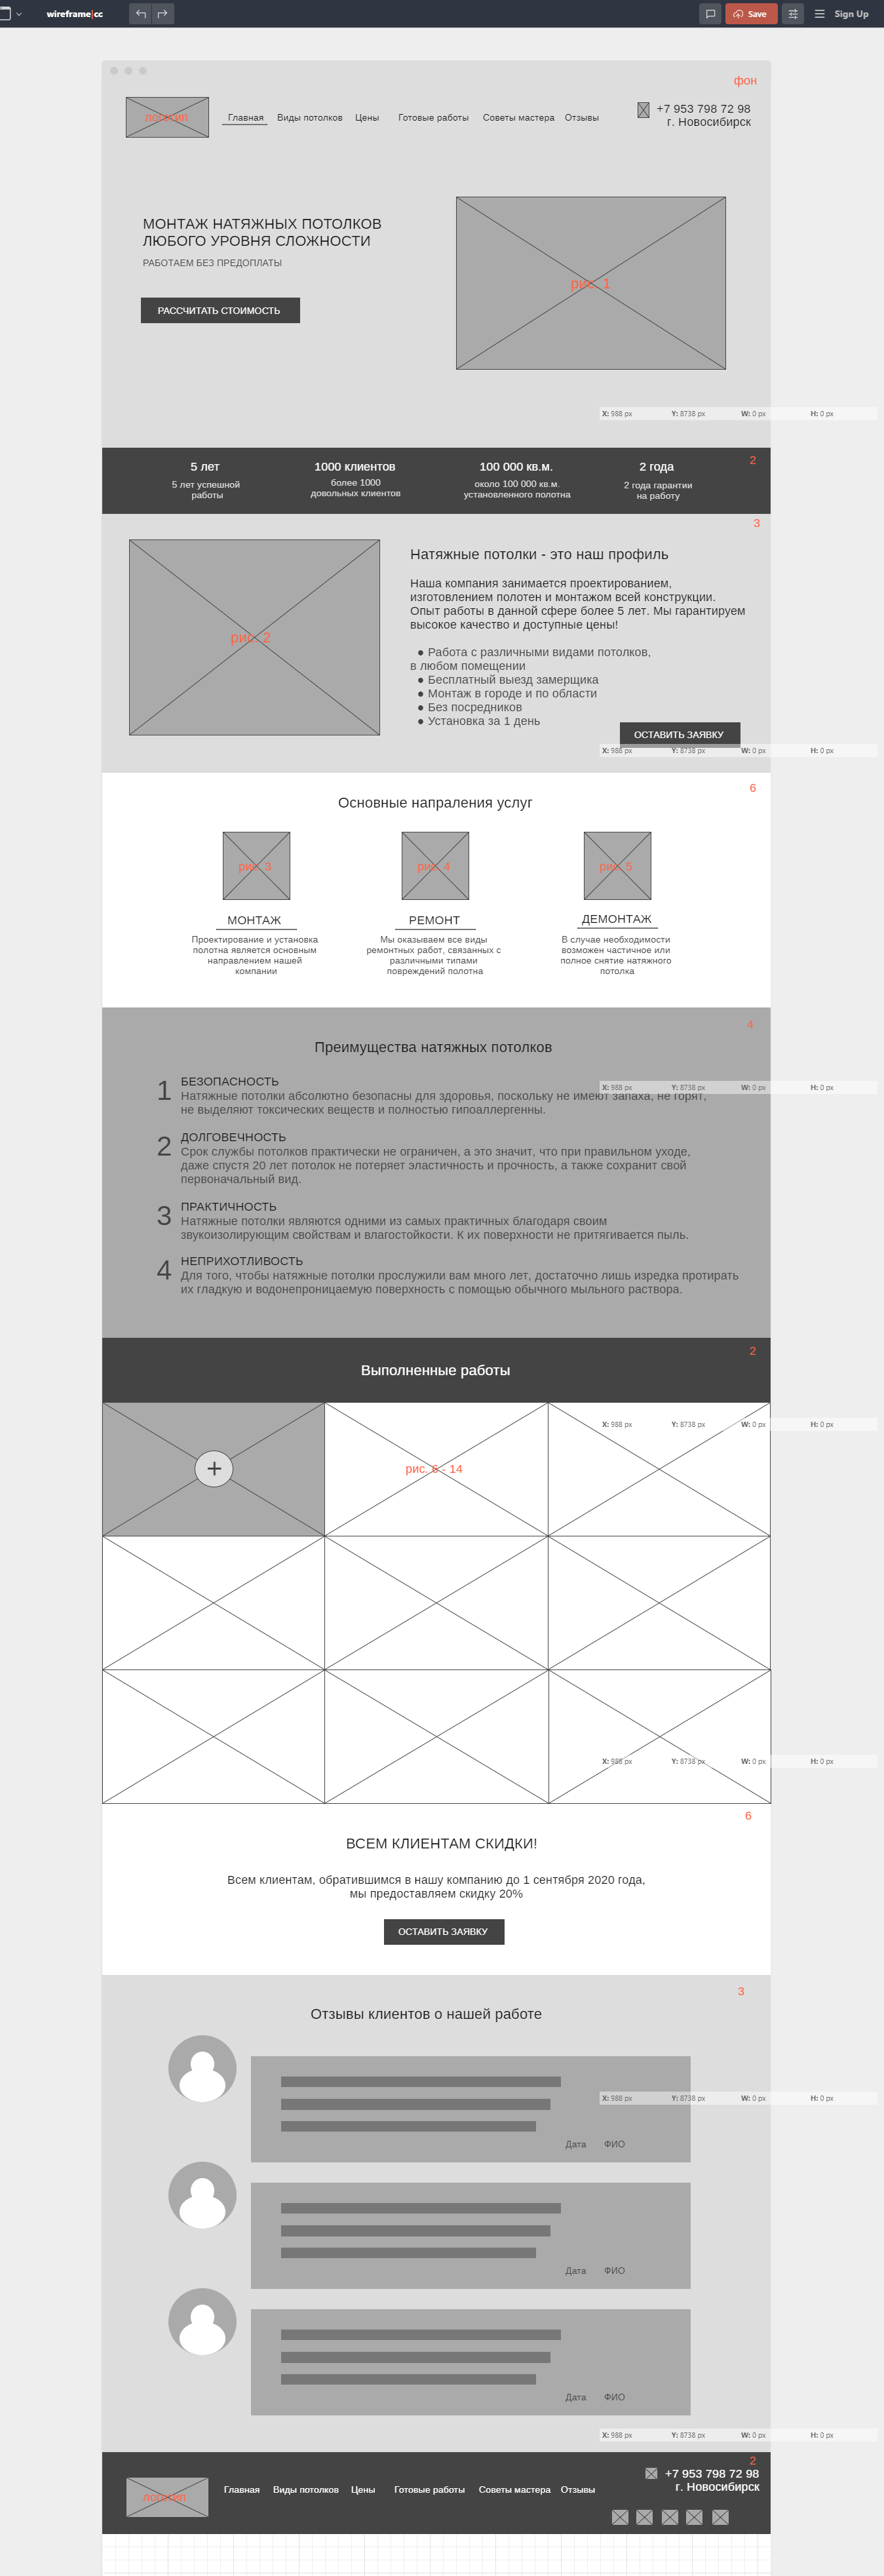 wireframe|cc
Save
Sign Up
фон
логотип
Главная Виды потолков Цены Готовые работы Советы мастера Отзывы
+7 953 798 72 98
г. Новосибирск
МОНТАЖ НАТЯЖНЫХ ПОТОЛКОВ
ЛЮБОГО УРОВНЯ СЛОЖНОСТИ
РАБОТАЕМ БЕЗ ПРЕДОПЛАТЫ
РАССЧИТАТЬ СТОИМОСТЬ
рис. 1
X: 988 px Y: 8738 px W: 0 px H: 0 px
2
5 лет
5 лет успешной
работы
1000 клиентов
более 1000
довольных клиентов
100 000 кв.м.
около 100 000 кв.м.
установленного полотна
2 года
2 года гарантии
на работу
3
рис. 2
Натяжные потолки - это наш профиль
Наша компания занимается проектированием,
изготовлением полотен и монтажом всей конструкции.
Опыт работы в данной сфере более 5 лет. Мы гарантируем
высокое качество и доступные цены!
● Работа с различными видами потолков,
в любом помещении
● Бесплатный выезд замерщика
● Монтаж в городе и по области
● Без посредников
● Установка за 1 день
ОСТАВИТЬ ЗАЯВКУ
X: 988 px Y: 8738 px W: 0 px H: 0 px
6
Основные напраления услуг
рис. 3
МОНТАЖ
Проектирование и установка
полотна является основным
направлением нашей
компании
рис. 4
РЕМОНТ
Мы оказываем все виды
ремонтных работ, связанных с
различными типами
повреждений полотна
рис. 5
ДЕМОНТАЖ
В случае необходимости
возможен частичное или
полное снятие натяжного
потолка
4
Преимущества натяжных потолков
X: 988 px Y: 8738 px W: 0 px H: 0 px
1 БЕЗОПАСНОСТЬ
Натяжные потолки абсолютно безопасны для здоровья, поскольку не имеют запаха, не горят,
не выделяют токсических веществ и полностью гипоаллергенны.
2 ДОЛГОВЕЧНОСТЬ
Срок службы потолков практически не ограничен, а это значит, что при правильном уходе,
даже спустя 20 лет потолок не потеряет эластичность и прочность, а также сохранит свой
первоначальный вид.
3 ПРАКТИЧНОСТЬ
Натяжные потолки являются одними из самых практичных благодаря своим
звукоизолирующим свойствам и влагостойкости. К их поверхности не притягивается пыль.
4 НЕПРИХОТЛИВОСТЬ
Для того, чтобы натяжные потолки прослужили вам много лет, достаточно лишь изредка протирать
их гладкую и водонепроницаемую поверхность с помощью обычного мыльного раствора.
2
Выполненные работы
X: 988 px Y: 8738 px W: 0 px H: 0 px
+
рис. 6 - 14
X: 988 px Y: 8738 px W: 0 px H: 0 px
6
ВСЕМ КЛИЕНТАМ СКИДКИ!
Всем клиентам, обратившимся в нашу компанию до 1 сентября 2020 года,
мы предоставляем скидку 20%
ОСТАВИТЬ ЗАЯВКУ
3
Отзывы клиентов о нашей работе
X: 988 px Y: 8738 px W: 0 px H: 0 px
Дата ФИО
Дата ФИО
Дата ФИО
X: 988 px Y: 8738 px W: 0 px H: 0 px
2
логотип
Главная Виды потолков Цены Готовые работы Советы мастера Отзывы
+7 953 798 72 98
г. Новосибирск